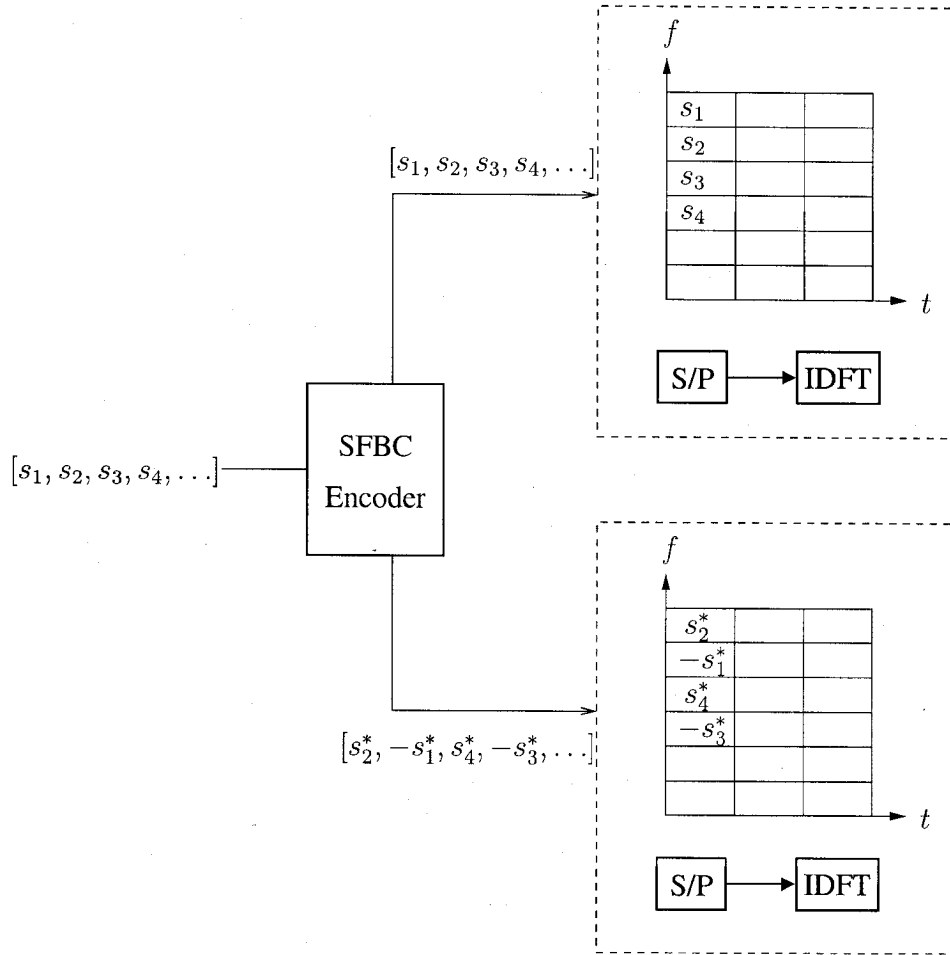 f
s₁
s₂
[s₁, s₂, s₃, s₄, . . .]
s₃
s₄
t
S/P
IDFT
SFBC
Encoder
[s₁, s₂, s₃, s₄, . . .]
f
s₂*
−s₁*
s₄*
−s₃*
[s₂*, −s₁*, s₄*, −s₃*, . . .]
t
S/P
IDFT